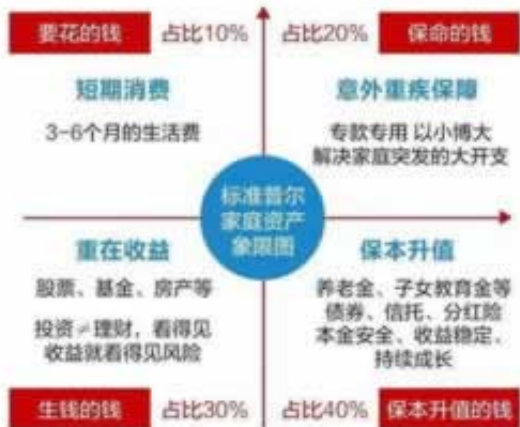 要花的钱 占比10%
占比20% 保命的钱
短期消费
3-6个月的生活费
意外重疾保障
专款专用 以小博大
解决家庭突发的大开支
标准普尔
家庭资产
象限图
重在收益
股票、基金、房产等
投资≠理财，看得见
收益就看得见风险
保本升值
养老金、子女教育金等
债券、信托、分红险
本金安全、收益稳定、
持续成长
生钱的钱 占比30%
占比40% 保本升值的钱